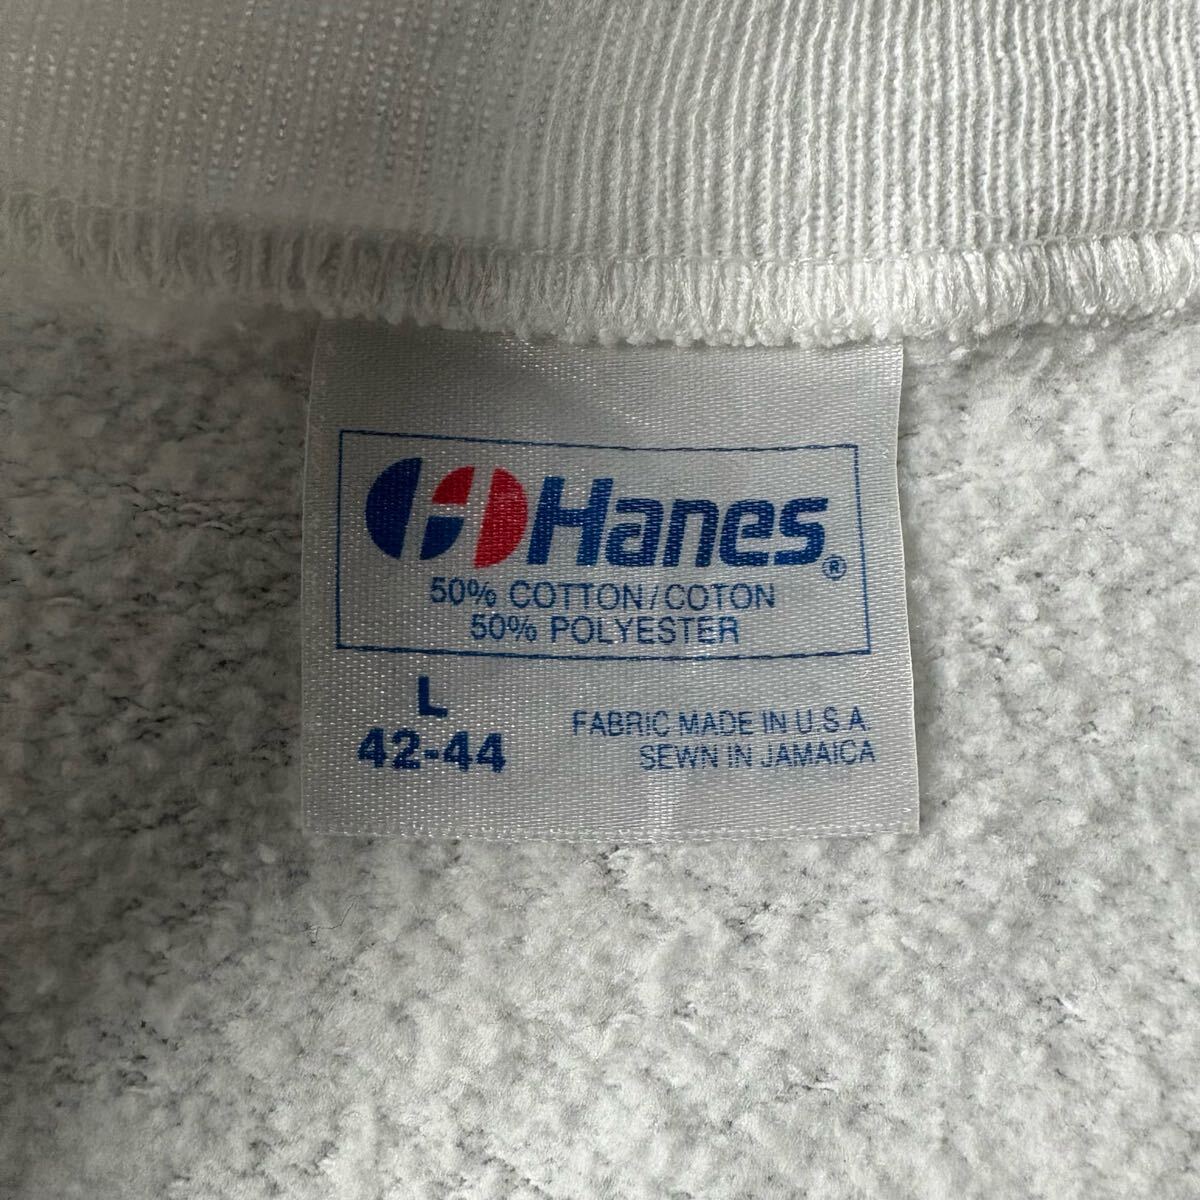 Hanes®
50% COTTON/COTON
50% POLYESTER
L
42-44
FABRIC MADE IN U.S.A.
SEWN IN JAMAICA